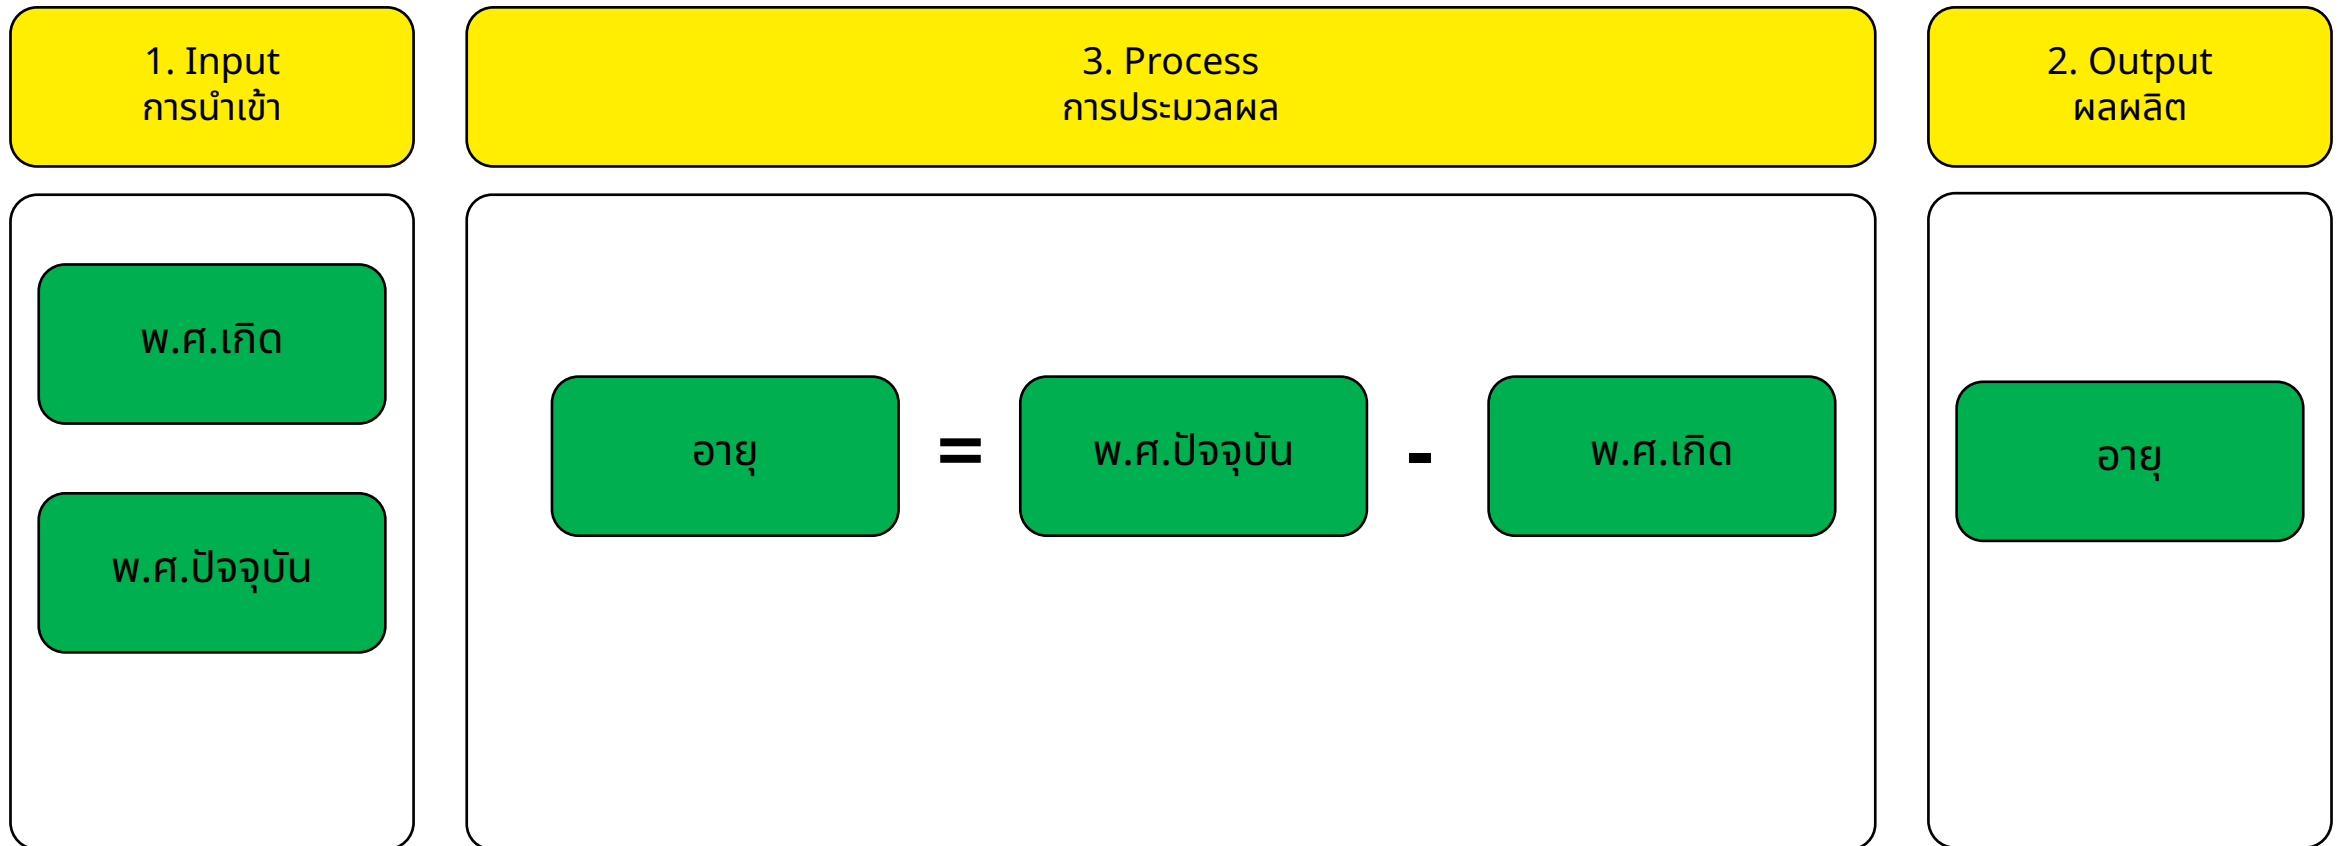 1. Input
การนำเข้า
3. Process
การประมวลผล
2. Output
ผลผลิต
พ.ศ.เกิด
พ.ศ.ปัจจุบัน
อายุ
=
พ.ศ.ปัจจุบัน
-
พ.ศ.เกิด
อายุ